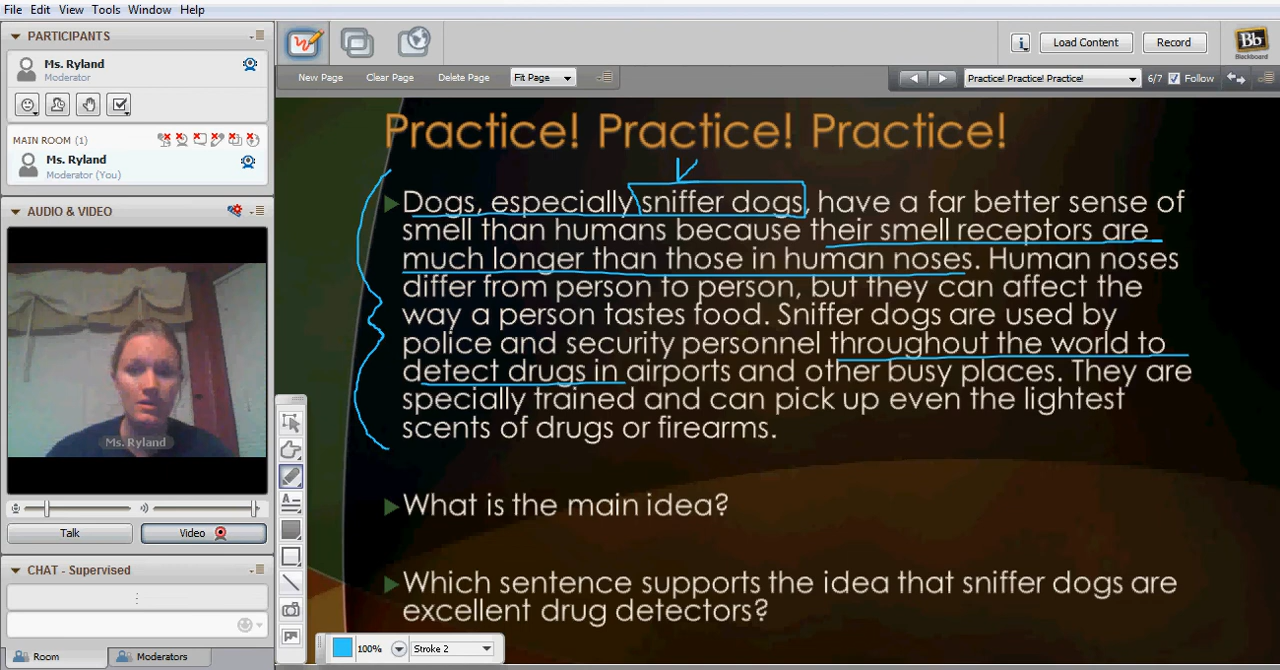 File Edit View Tools Window Help
PARTICIPANTS
Ms. Ryland
Moderator
MAIN ROOM (1)
Ms. Ryland
Moderator (You)
AUDIO & VIDEO
Ms. Ryland
Talk Video
CHAT - Supervised
Room Moderators
Load Content Record
Bb
Blackboard
New Page Clear Page Delete Page Fit Page
Practice! Practice! Practice! 6/7 Follow
Practice! Practice! Practice!
Dogs, especially sniffer dogs, have a far better sense of
smell than humans because their smell receptors are
much longer than those in human noses. Human noses
differ from person to person, but they can affect the
way a person tastes food. Sniffer dogs are used by
police and security personnel throughout the world to
detect drugs in airports and other busy places. They are
specially trained and can pick up even the lightest
scents of drugs or firearms.
What is the main idea?
Which sentence supports the idea that sniffer dogs are
excellent drug detectors?
100% Stroke 2